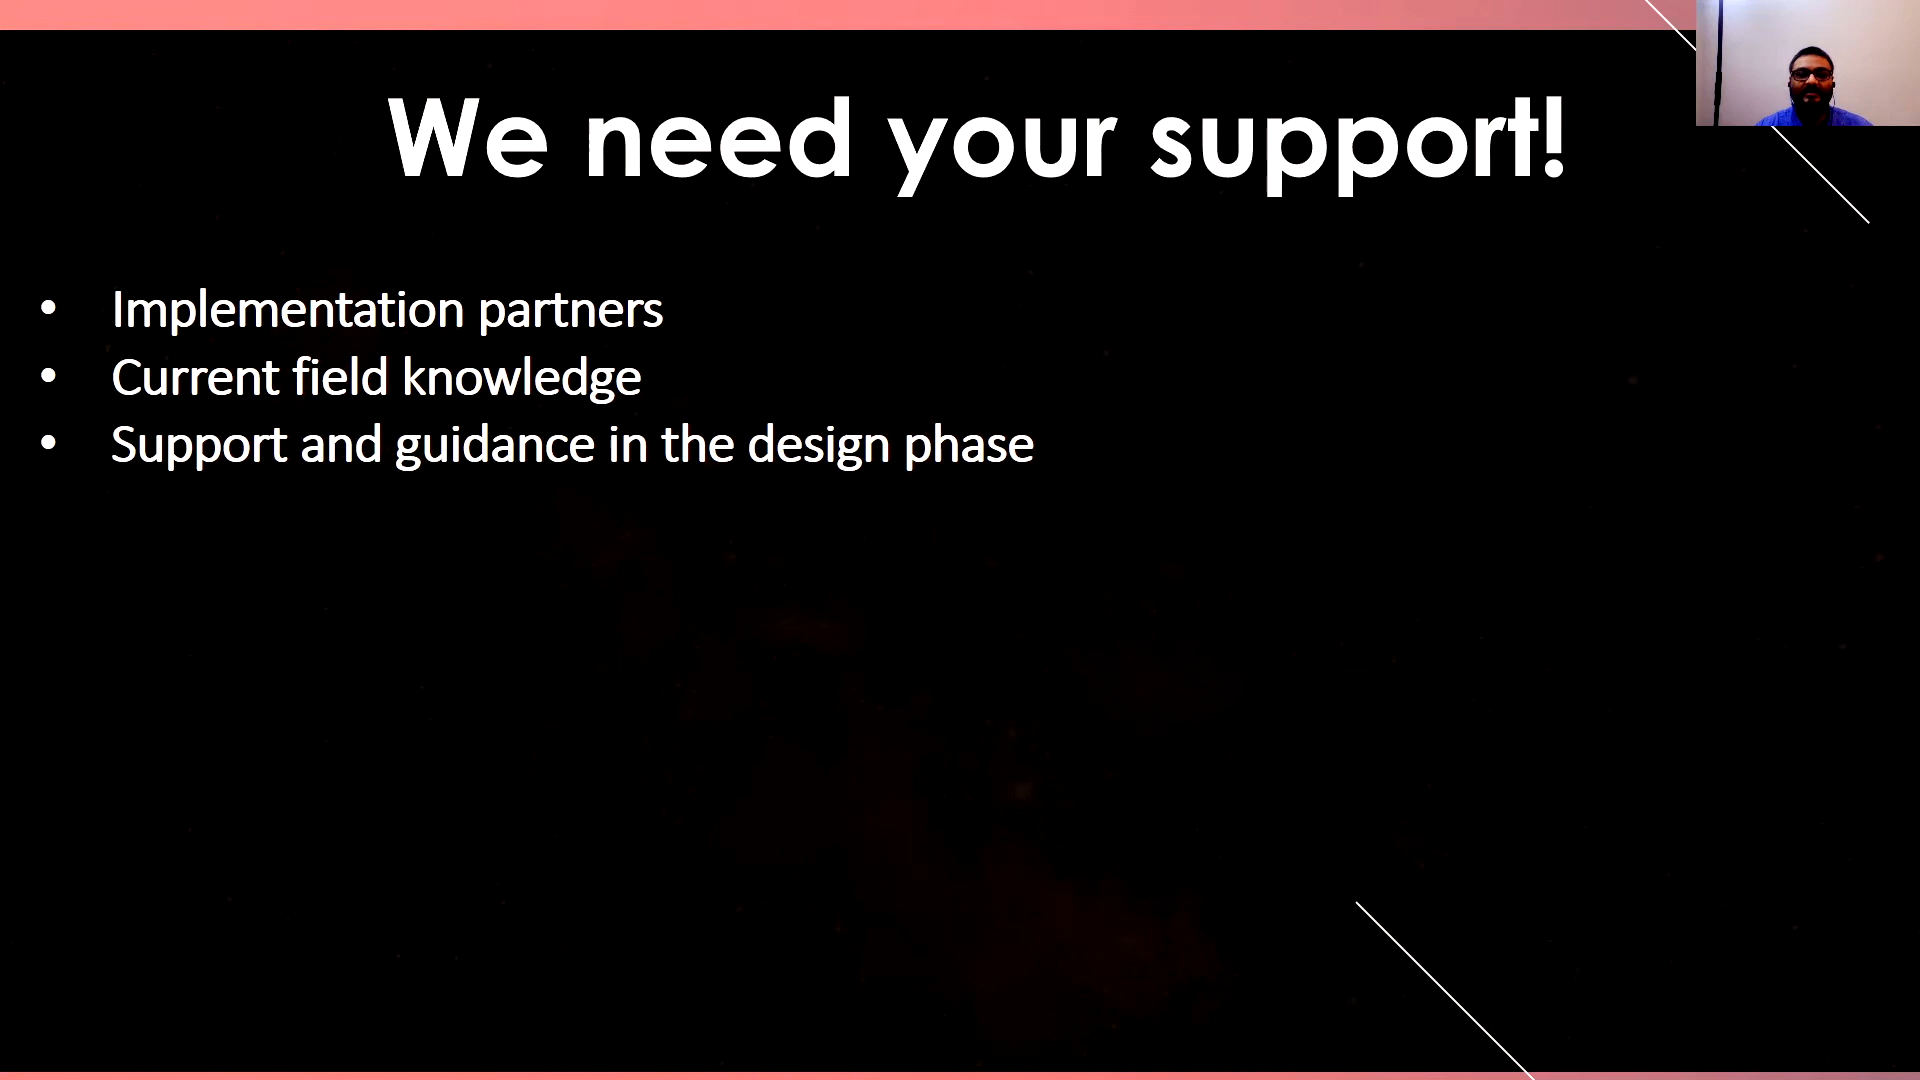 We need your support!
• Implementation partners
• Current field knowledge
• Support and guidance in the design phase